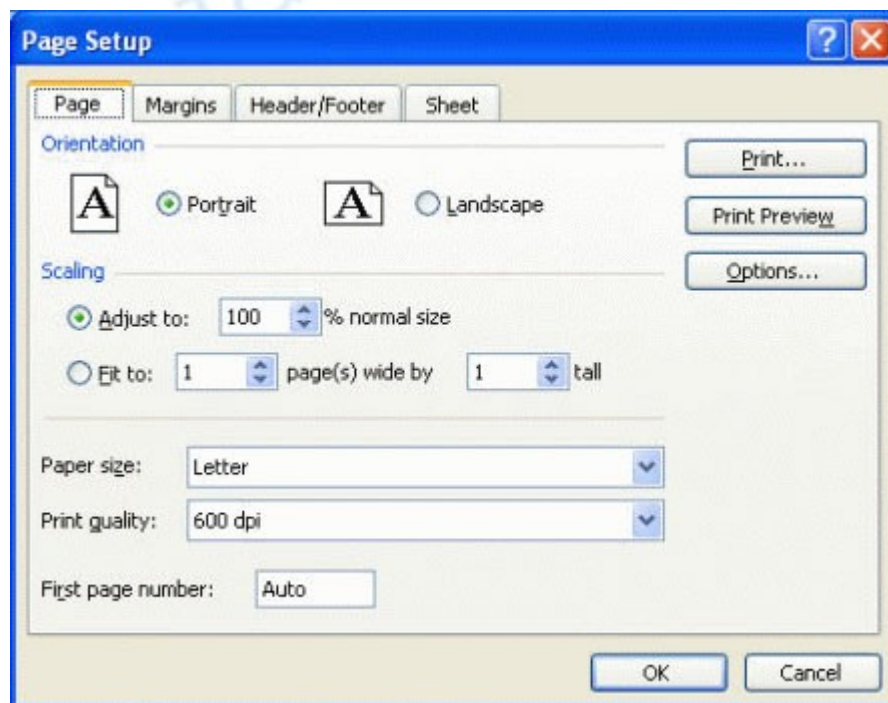 Page Setup
Page Margins Header/Footer Sheet
Orientation
A Portrait A Landscape
Print...
Print Preview
Options...
Scaling
Adjust to: 100 % normal size
Fit to: 1 page(s) wide by 1 tall
Paper size: Letter
Print quality: 600 dpi
First page number: Auto
OK Cancel